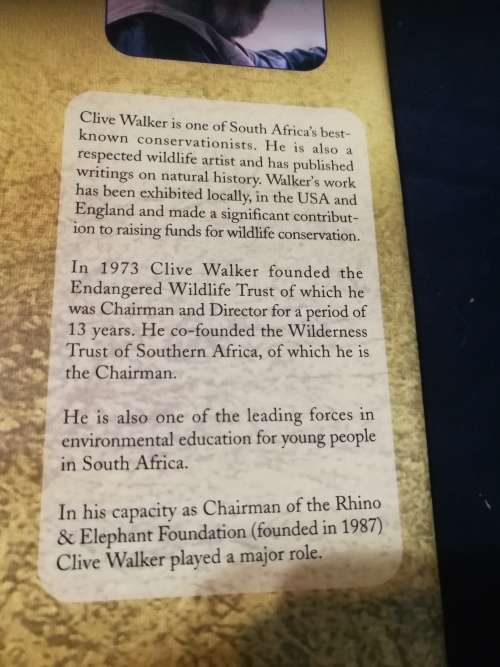 Clive Walker is one of South Africa's best-
known conservationists. He is also a
respected wildlife artist and has published
writings on natural history. Walker's work
has been exhibited locally, in the USA and
England and made a significant contribut-
ion to raising funds for wildlife conservation.
In 1973 Clive Walker founded the
Endangered Wildlife Trust of which he
was Chairman and Director for a period of
13 years. He co-founded the Wilderness
Trust of Southern Africa, of which he is
the Chairman.
He is also one of the leading forces in
environmental education for young people
in South Africa.
In his capacity as Chairman of the Rhino
& Elephant Foundation (founded in 1987)
Clive Walker played a major role.